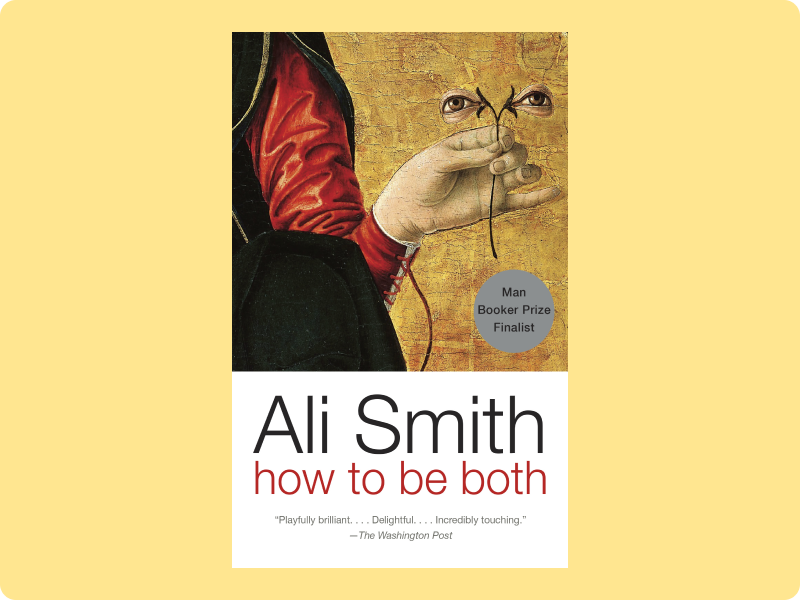 Man
Booker Prize
Finalist
Ali Smith
how to be both
“Playfully brilliant. . . . Delightful. . . . Incredibly touching.”
—The Washington Post